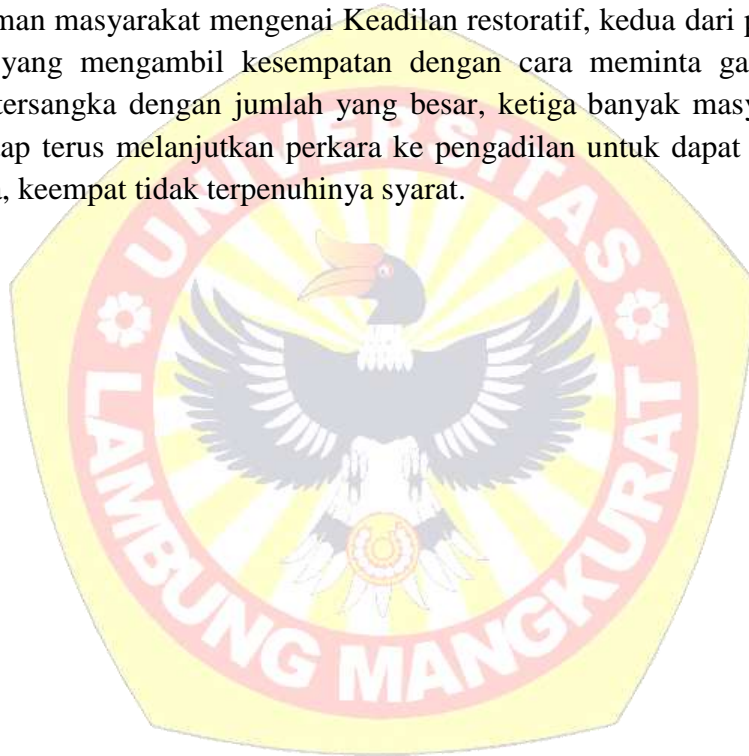 man masyarakat mengenai Keadilan restoratif, kedua dari p
yang mengambil kesempatan dengan cara meminta ga
tersangka dengan jumlah yang besar, ketiga banyak masy
ap terus melanjutkan perkara ke pengadilan untuk dapat
, keempat tidak terpenuhinya syarat.
UNIVERSITAS
LAMBUNG MANGKURAT